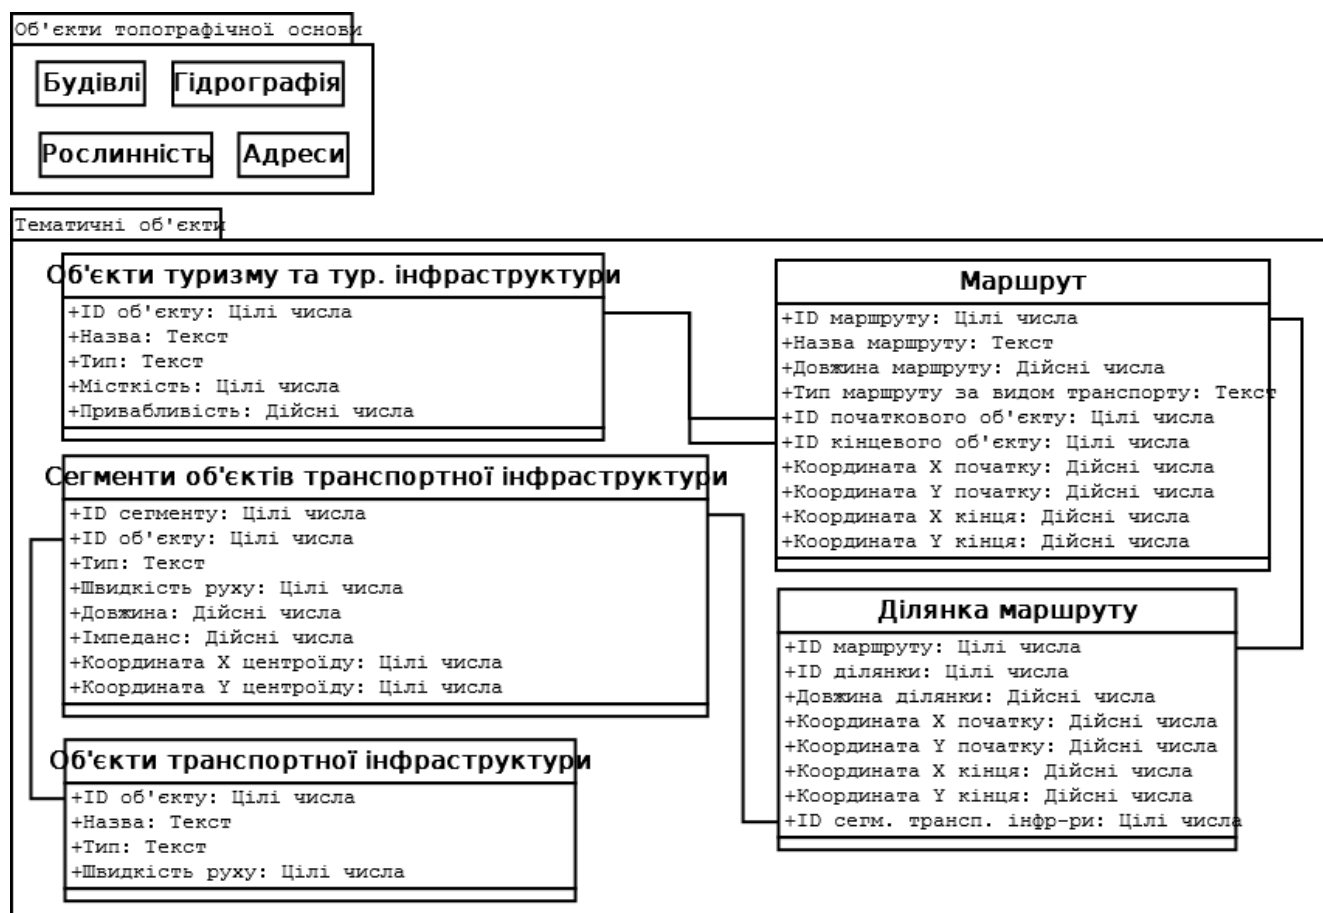 Об'єкти топографічної основи
Будівлі
Гідрографія
Рослинність
Адреси
Тематичні об'єкти
Об'єкти туризму та тур. інфраструктури
+ID об'єкту: Цілі числа
+Назва: Текст
+Тип: Текст
+Місткість: Цілі числа
+Привабливість: Дійсні числа
Сегменти об'єктів транспортної інфраструктури
+ID сегменту: Цілі числа
+ID об'єкту: Цілі числа
+Тип: Текст
+Швидкість руху: Цілі числа
+Довжина: Дійсні числа
+Імпеданс: Дійсні числа
+Координата X центроїду: Цілі числа
+Координата Y центроїду: Цілі числа
Об'єкти транспортної інфраструктури
+ID об'єкту: Цілі числа
+Назва: Текст
+Тип: Текст
+Швидкість руху: Цілі числа
Маршрут
+ID маршруту: Цілі числа
+Назва маршруту: Текст
+Довжина маршруту: Дійсні числа
+Тип маршруту за видом транспорту: Текст
+ID початкового об'єкту: Цілі числа
+ID кінцевого об'єкту: Цілі числа
+Координата X початку: Дійсні числа
+Координата Y початку: Дійсні числа
+Координата X кінця: Дійсні числа
+Координата Y кінця: Дійсні числа
Ділянка маршруту
+ID маршруту: Цілі числа
+ID ділянки: Цілі числа
+Довжина ділянки: Дійсні числа
+Координата X початку: Дійсні числа
+Координата Y початку: Дійсні числа
+Координата X кінця: Дійсні числа
+Координата Y кінця: Дійсні числа
+ID сегм. трансп. інфр-ри: Цілі числа